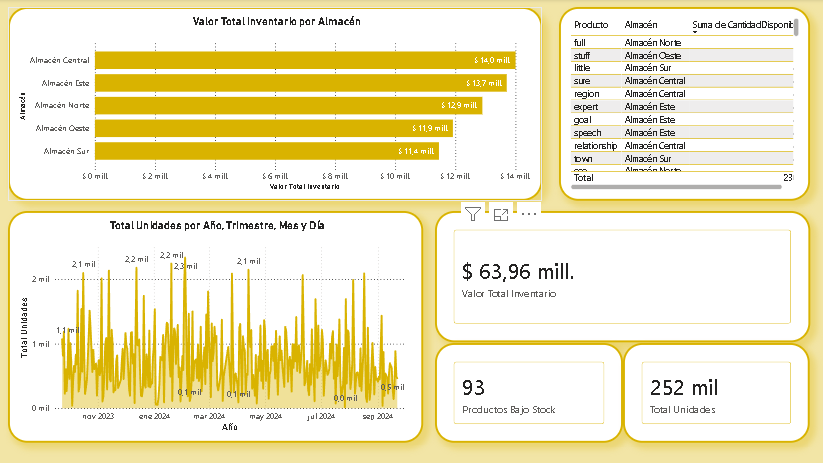 Valor Total Inventario por Almacén
Almacén
Almacén Central $ 14,0 mill.
Almacén Este $ 13,7 mill.
Almacén Norte $ 12,9 mill.
Almacén Oeste $ 11,9 mill.
Almacén Sur $ 11,4 mill.
$ 0 mill. $ 2 mill. $ 4 mill. $ 6 mill. $ 8 mill. $ 10 mill. $ 12 mill. $ 14 mill.
Valor Total Inventario
Producto Almacén Suma de CantidadDisponib
full Almacén Norte
stuff Almacén Oeste
little Almacén Sur
sure Almacén Central
region Almacén Central
expert Almacén Este
goal Almacén Este
speech Almacén Este
relationship Almacén Central
town Almacén Sur
Almacén Norte
Total 23
Total Unidades por Año, Trimestre, Mes y Día
Total Unidades
2,1 mil 2,2 mil 2,2 mil 2,3 mil 2,1 mil
2 mil
1,1 mil
1 mil
0,1 mil 0,1 mil 0,0 mil 0,5 mil
0 mil
nov 2023 ene 2024 mar 2024 may 2024 jul 2024 sep 2024
Año
$ 63,96 mill.
Valor Total Inventario
93
Productos Bajo Stock
252 mil
Total Unidades